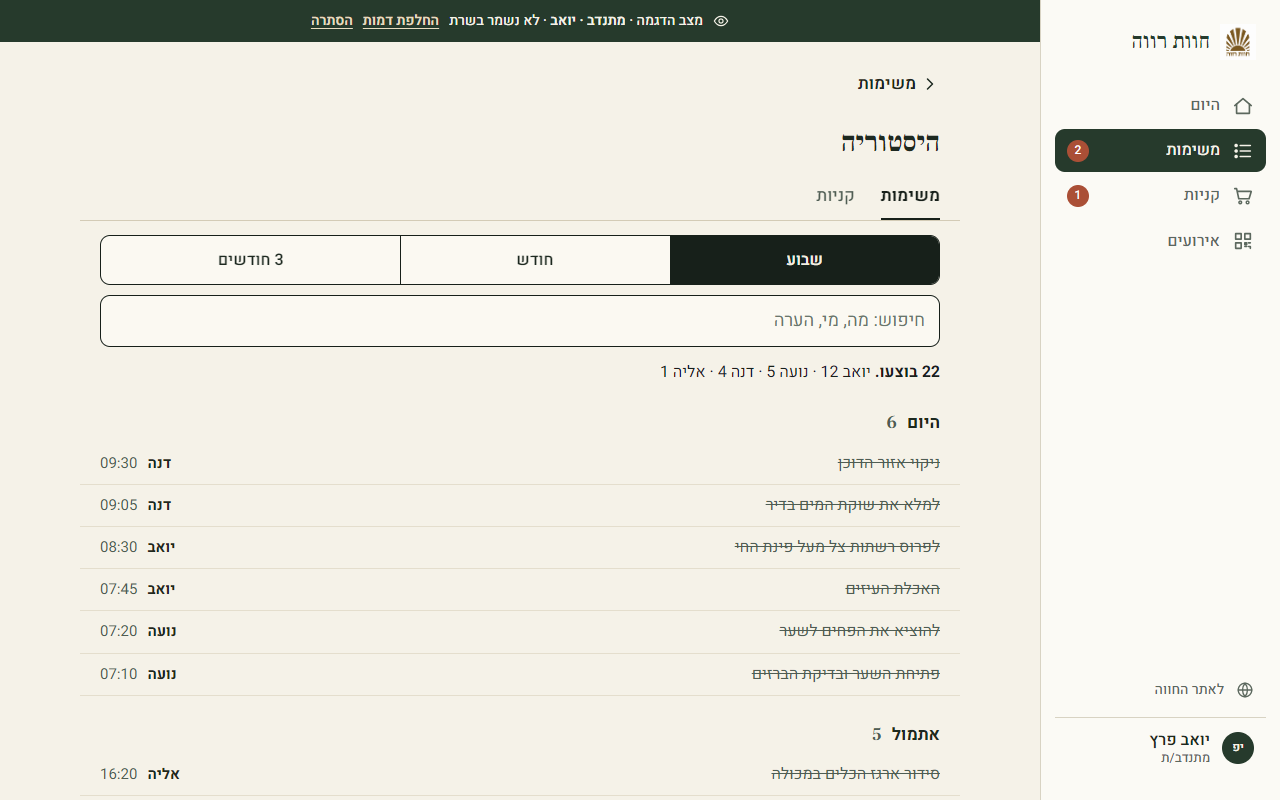 מצב הדגמה · מתנדב · יואב · לא נשמר בשרת החלפת דמות הסתרה
חוות רווה
היום
משימות 2
קניות 1
אירועים
לאתר החווה
יפ
יואב פרץ
מתנדב/ת
משימות
היסטוריה
משימות קניות
שבוע חודש 3 חודשים
חיפוש: מה, מי, הערה
22 בוצעו. יואב 12 · נועה 5 · דנה 4 · אליה 1
היום 6
ניקוי אזור הדוכן דנה 09:30
למלא את שוקת המים בדיר דנה 09:05
לפרוס רשתות צל מעל פינת החי יואב 08:30
האכלת העיזים יואב 07:45
להוציא את הפחים לשער נועה 07:20
פתיחת השער ובדיקת הברזים נועה 07:10
אתמול 5
סידור ארגז הכלים במכולה אליה 16:20